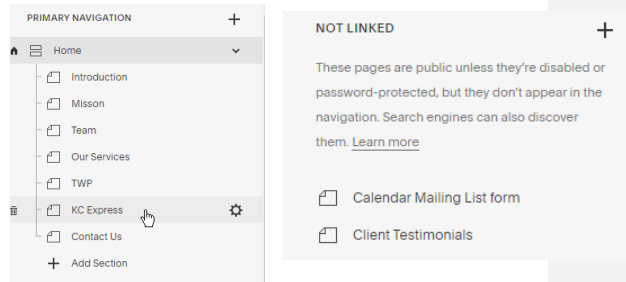 PRIMARY NAVIGATION
Home
Introduction
Misson
Team
Our Services
TWP
KC Express
Contact Us
Add Section
NOT LINKED
These pages are public unless they're disabled or
password-protected, but they don't appear in the
navigation. Search engines can also discover
them. Learn more
Calendar Mailing List form
Client Testimonials